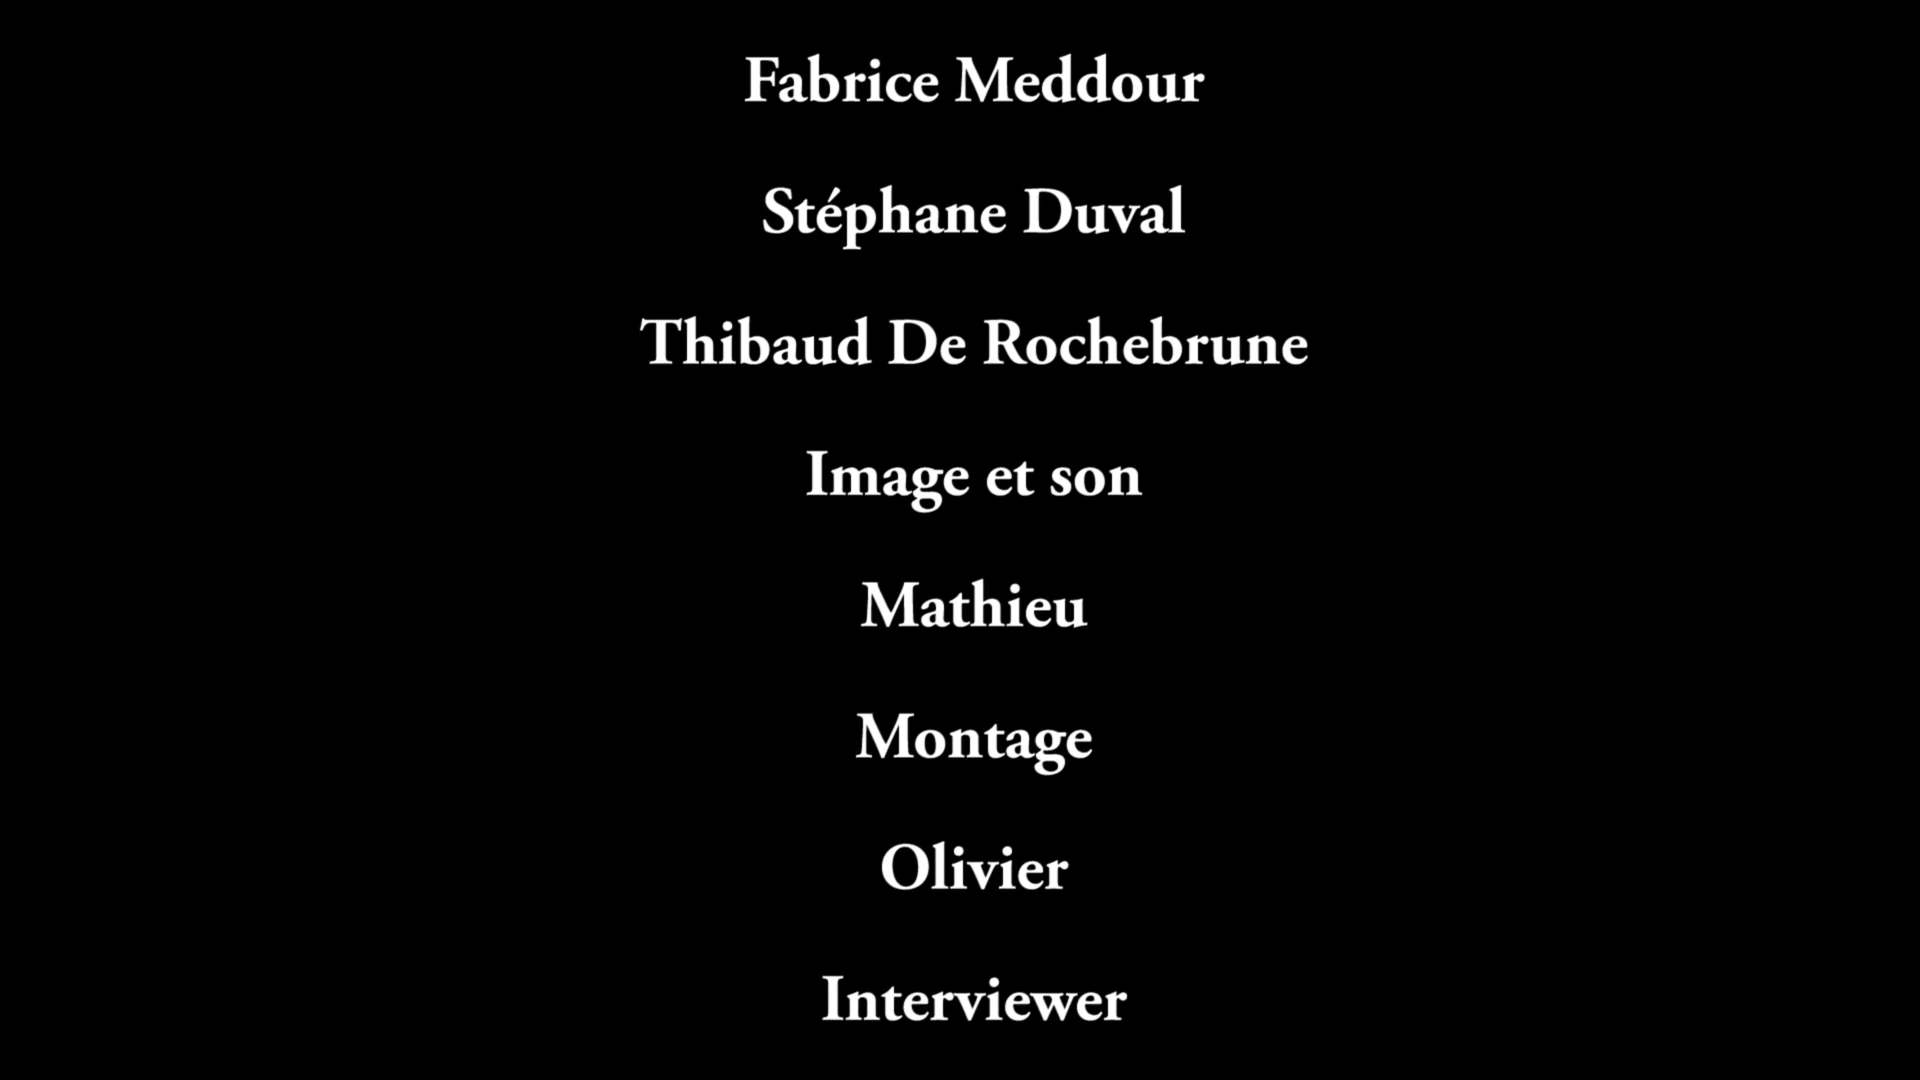 Fabrice Meddour
Stéphane Duval
Thibaud De Rochebrune
Image et son
Mathieu
Montage
Olivier
Interviewer